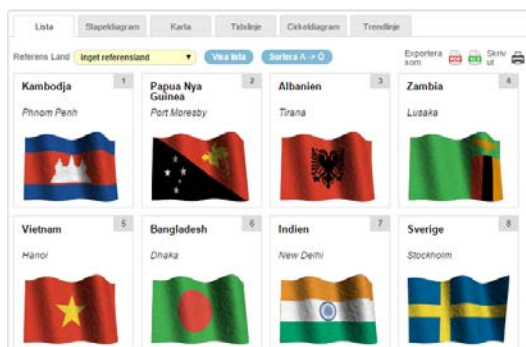 Lista Stapeldiagram Karta Tidslinje Cirkeldiagram Trendlinje
Referens Land Inget referensland Visa lista Sortera A -> Ö Exportera som Skriv ut
Kambodja 1
Phnom Penh
Papua Nya Guinea 2
Port Moresby
Albanien 3
Tirana
Zambia 4
Lusaka
Vietnam 5
Hanoi
Bangladesh 6
Dhaka
Indien 7
New Delhi
Sverige 8
Stockholm